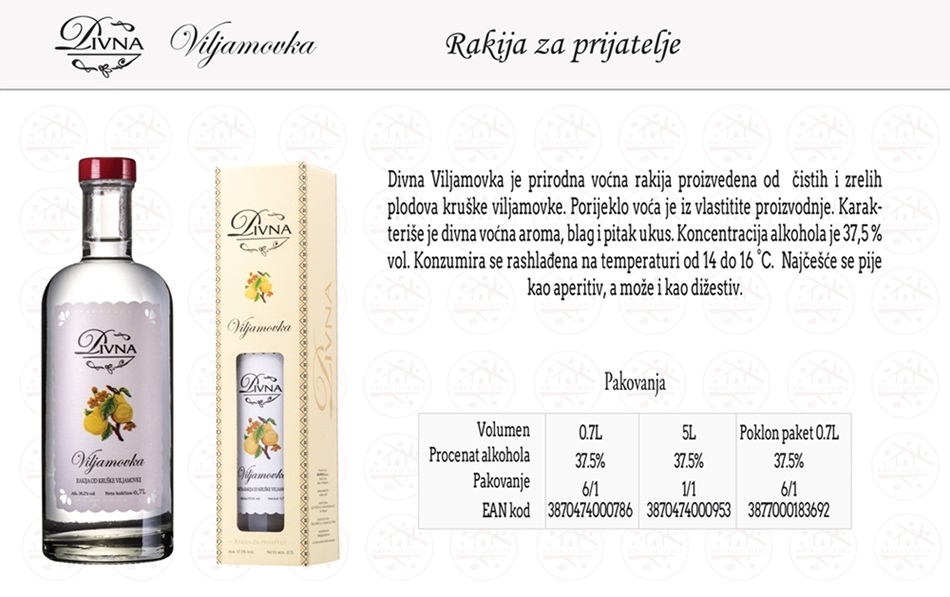 DIVNA Viljamovka Rakija za prijatelje
Divna Viljamovka je prirodna voćna rakija proizvedena od čistih i zrelih
plodova kruške viljamovke. Porijeklo voća je iz vlastitite proizvodnje. Karak-
teriše je divna voćna aroma, blag i pitak ukus. Koncentracija alkohola je 37,5 %
vol. Konzumira se rashlađena na temperaturi od 14 do 16 °C. Najčešće se pije
kao aperitiv, a može i kao dižestiv.
DIVNA
Viljamovka
RAKIJA OD KRUŠKE VILJAMOVKE
DIVNA
Viljamovka
DIVNA
DIVNA
Viljamovka
Pakovanja
Volumen 0.7L 5L Poklon paket 0.7L
Procenat alkohola 37.5% 37.5% 37.5%
Pakovanje 6/1 1/1 6/1
EAN kod 3870474000786 3870474000953 3877000183692